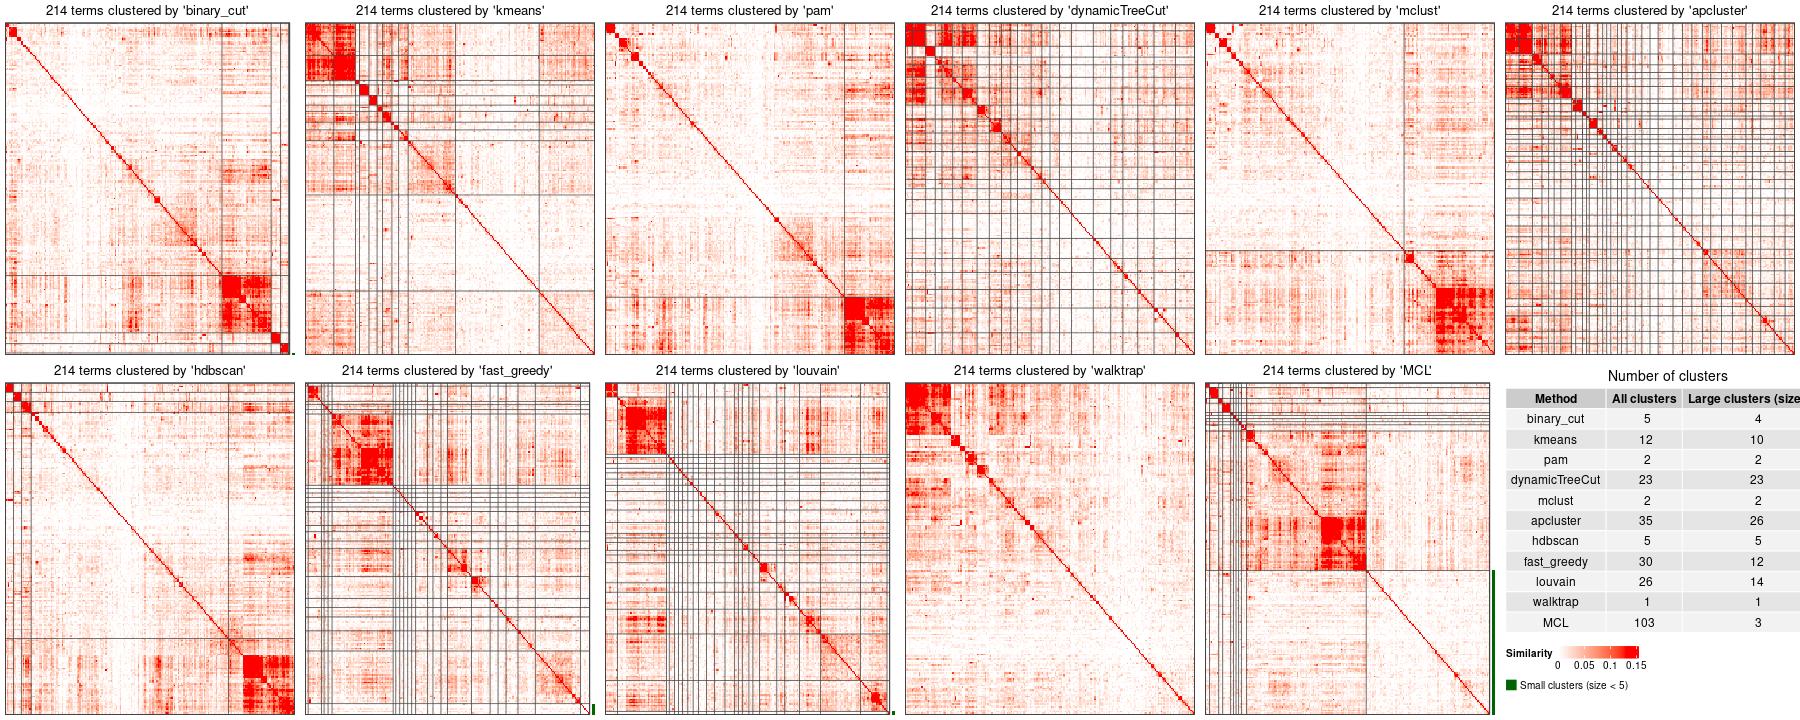 214 terms clustered by 'binary_cut'
214 terms clustered by 'kmeans'
214 terms clustered by 'pam'
214 terms clustered by 'dynamicTreeCut'
214 terms clustered by 'mclust'
214 terms clustered by 'apcluster'
214 terms clustered by 'hdbscan'
214 terms clustered by 'fast_greedy'
214 terms clustered by 'louvain'
214 terms clustered by 'walktrap'
214 terms clustered by 'MCL'
Number of clusters
Method All clusters Large clusters (size
binary_cut 5 4
kmeans 12 10
pam 2 2
dynamicTreeCut 23 23
mclust 2 2
apcluster 35 26
hdbscan 5 5
fast_greedy 30 12
louvain 26 14
walktrap 1 1
MCL 103 3
Similarity
0 0.05 0.1 0.15
Small clusters (size < 5)